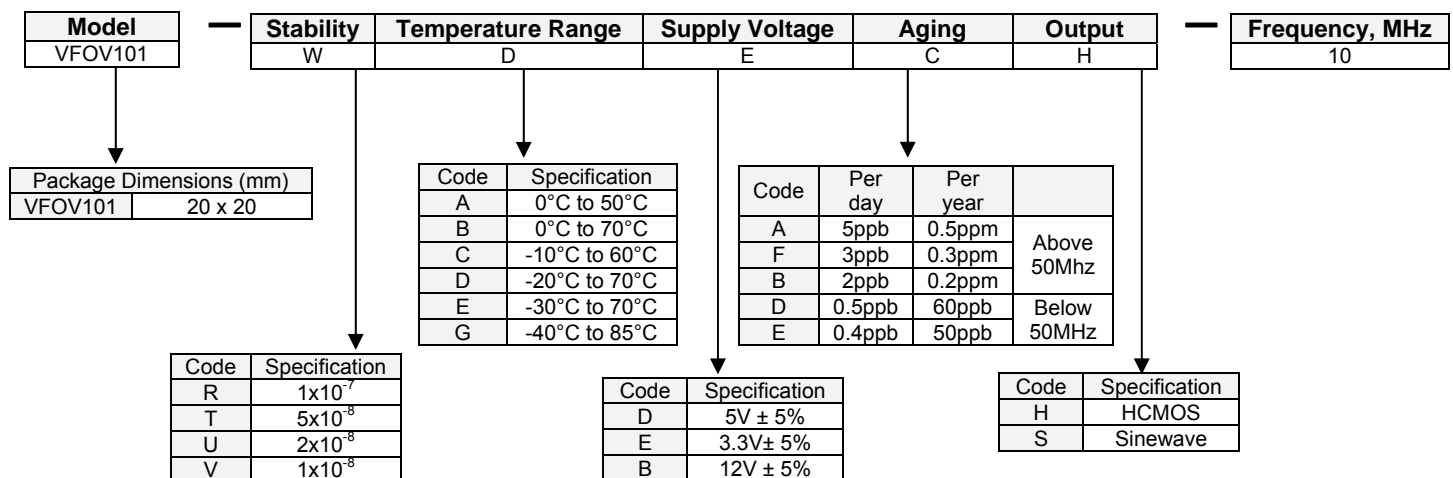 Model — Stability Temperature Range Supply Voltage Aging Output — Frequency, MHz
VFOV101 W D E C H 10
Package Dimensions (mm)
VFOV101 20 x 20
Code Specification
A 0°C to 50°C
B 0°C to 70°C
C -10°C to 60°C
D -20°C to 70°C
E -30°C to 70°C
G -40°C to 85°C
Code Per day Per year
A 5ppb 0.5ppm Above 50Mhz
F 3ppb 0.3ppm
B 2ppb 0.2ppm
D 0.5ppb 60ppb Below 50MHz
E 0.4ppb 50ppb
Code Specification
R 1x10⁻⁷
T 5x10⁻⁸
U 2x10⁻⁸
V 1x10⁻⁸
Code Specification
D 5V ± 5%
E 3.3V± 5%
B 12V ± 5%
Code Specification
H HCMOS
S Sinewave